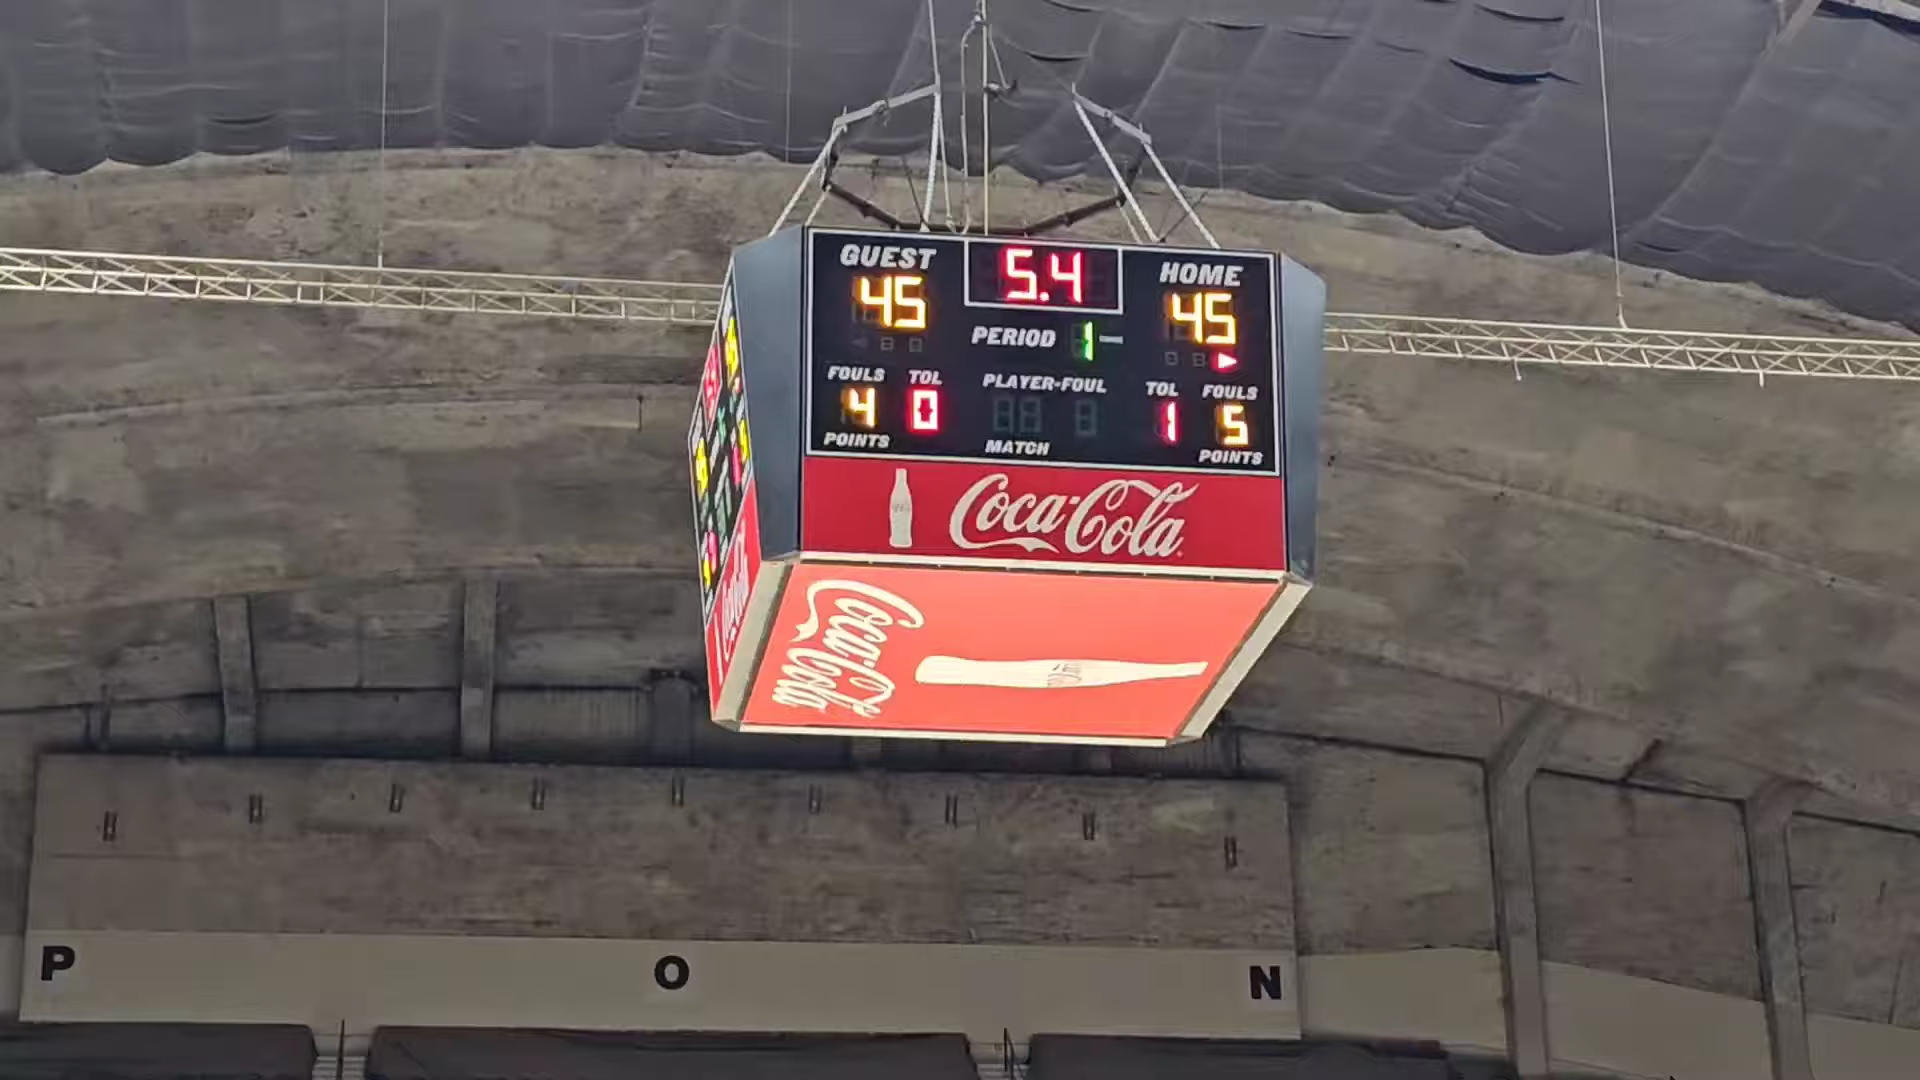 GUEST 5.4 HOME
45 45
PERIOD 1
FOULS TOL PLAYER-FOUL TOL FOULS
4 0 1 5
POINTS MATCH POINTS
Coca-Cola
Coca-Cola
P O N